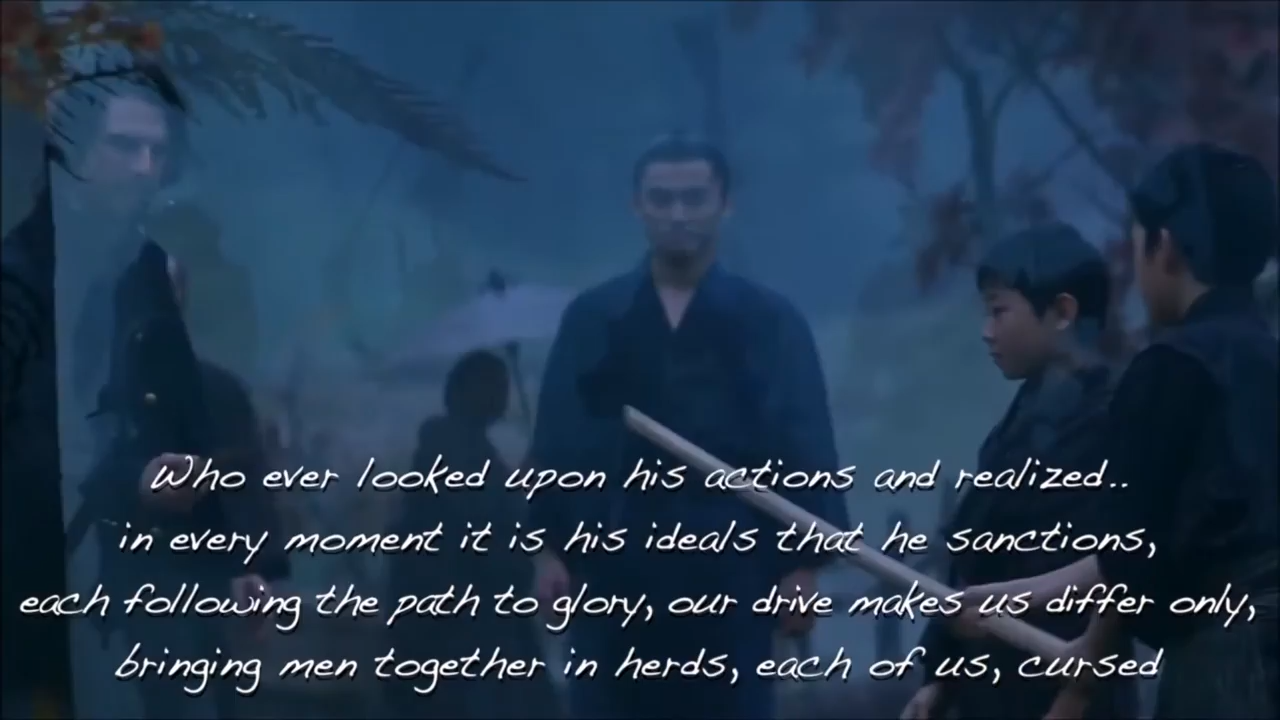 Who ever looked upon his actions and realized..
in every moment it is his ideals that he sanctions,
each following the path to glory, our drive makes us differ only,
bringing men together in herds, each of us, cursed